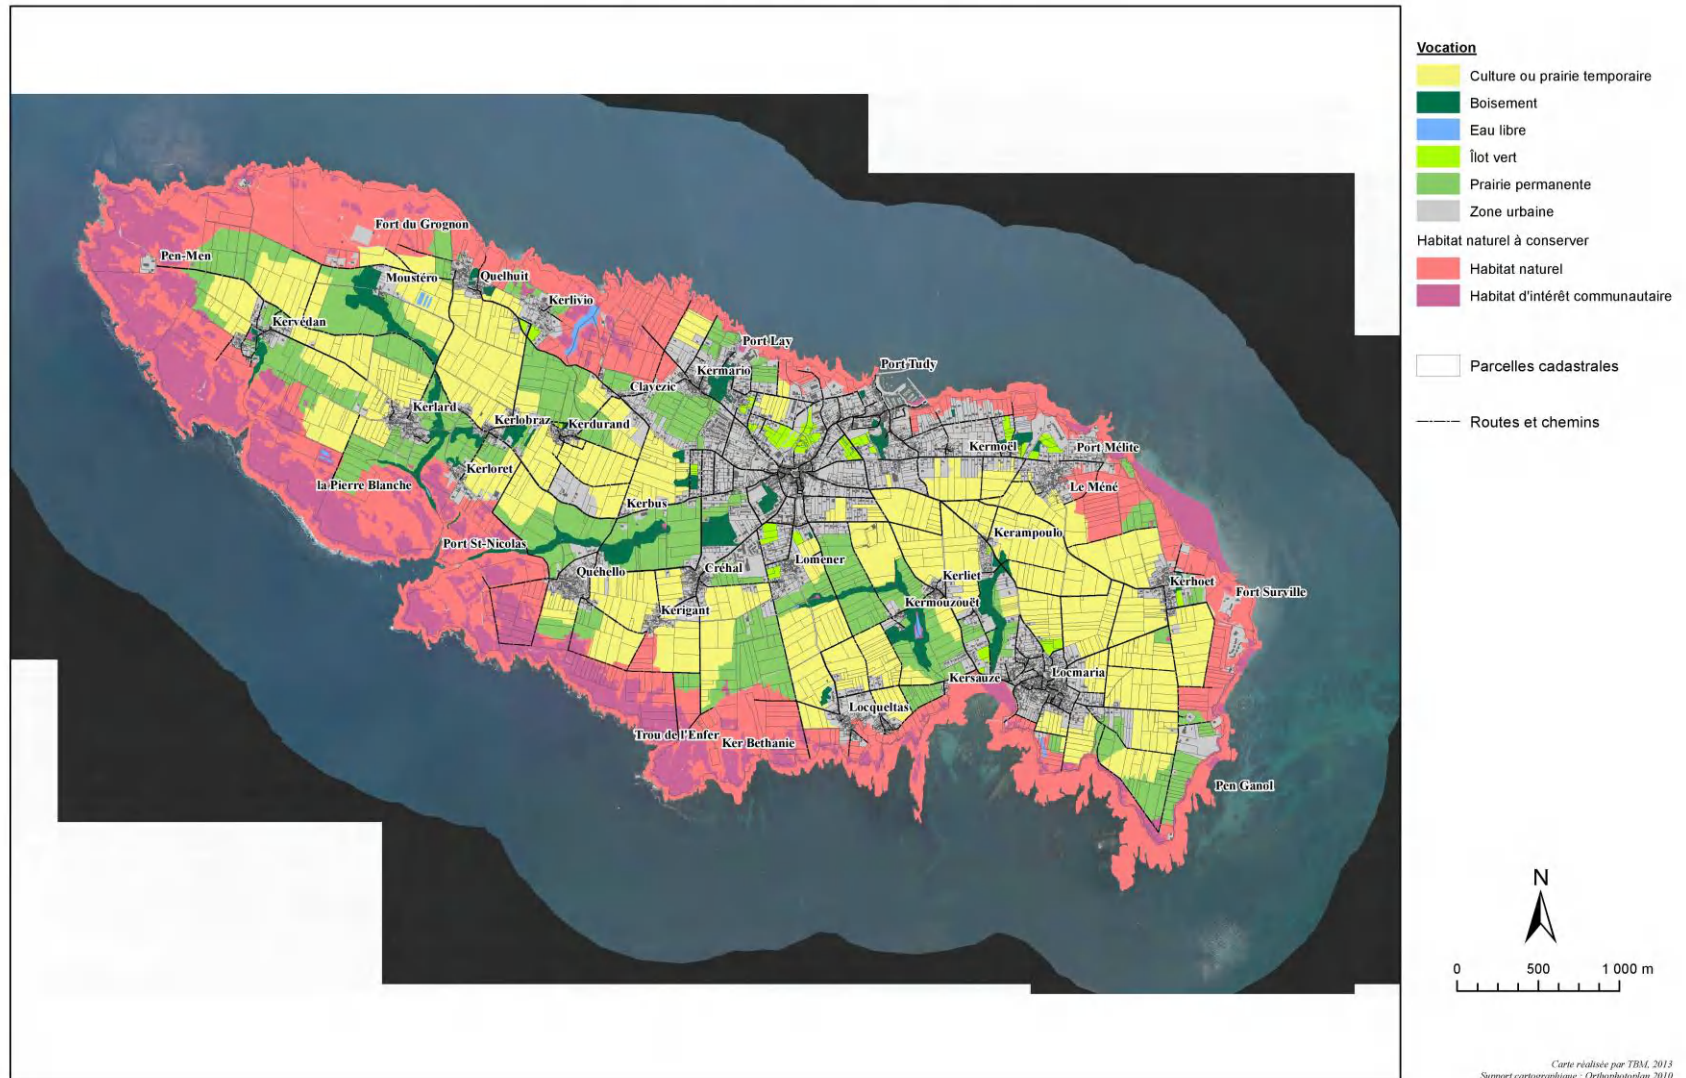 Vocation
Culture ou prairie temporaire
Boisement
Eau libre
Îlot vert
Prairie permanente
Zone urbaine
Habitat naturel à conserver
Habitat naturel
Habitat d'intérêt communautaire
Parcelles cadastrales
Routes et chemins
Fort du Grognon
Pen-Men
Moustéro
Quelhuit
Kerlivio
Kervédan
Port Lay
Port Tudy
Kermario
Clavezic
Kerlard
Kerlobraz
Kerdurand
Kermoël
Port Mélite
Kerloret
la Pierre Blanche
Le Méné
Kerbus
Kerampoulo
Port St-Nicolas
Lomener
Quéhello
Créhal
Kerliet
Kerhoet
Fort Surville
Kermouzouët
Kerigant
Locmaria
Kersauze
Locqueltas
Trou de l'Enfer
Ker Bethanie
Pen Ganol
N
0 500 1 000 m
Carte réalisée par TBM, 2013
Support cartographique : Orthophotoplan 2010